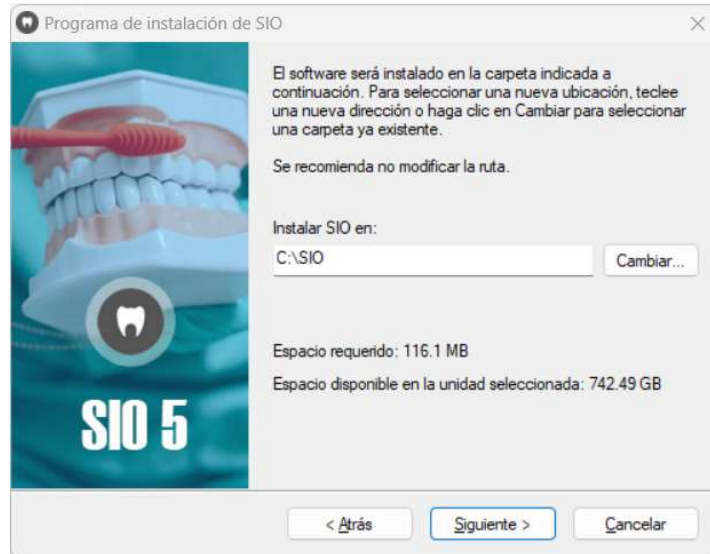 Programa de instalación de SIO
El software será instalado en la carpeta indicada a
continuación. Para seleccionar una nueva ubicación, teclee
una nueva dirección o haga clic en Cambiar para seleccionar
una carpeta ya existente.
Se recomienda no modificar la ruta.
Instalar SIO en:
C:\SIO
Cambiar...
Espacio requerido: 116.1 MB
Espacio disponible en la unidad seleccionada: 742.49 GB
SIO 5
< Atrás
Siguiente >
Cancelar